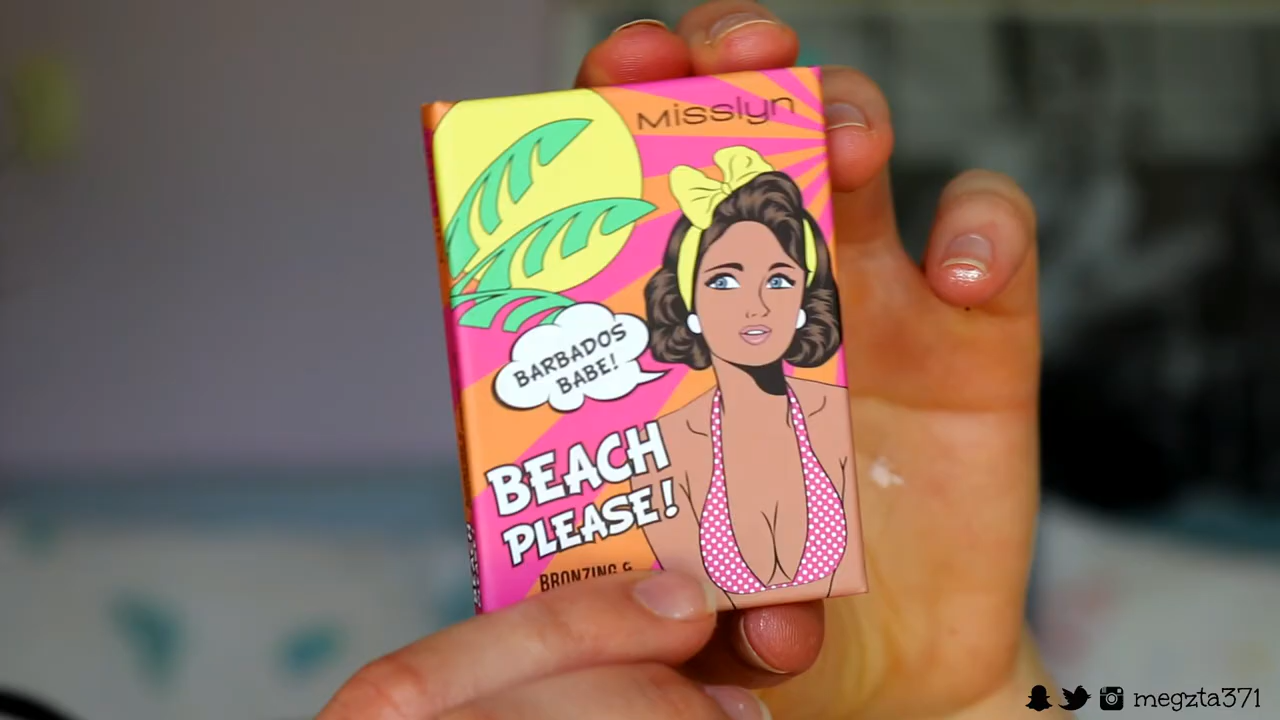 Misslyn
BARBADOS
BABE!
BEACH
PLEASE!
BRONZING &
megzta371